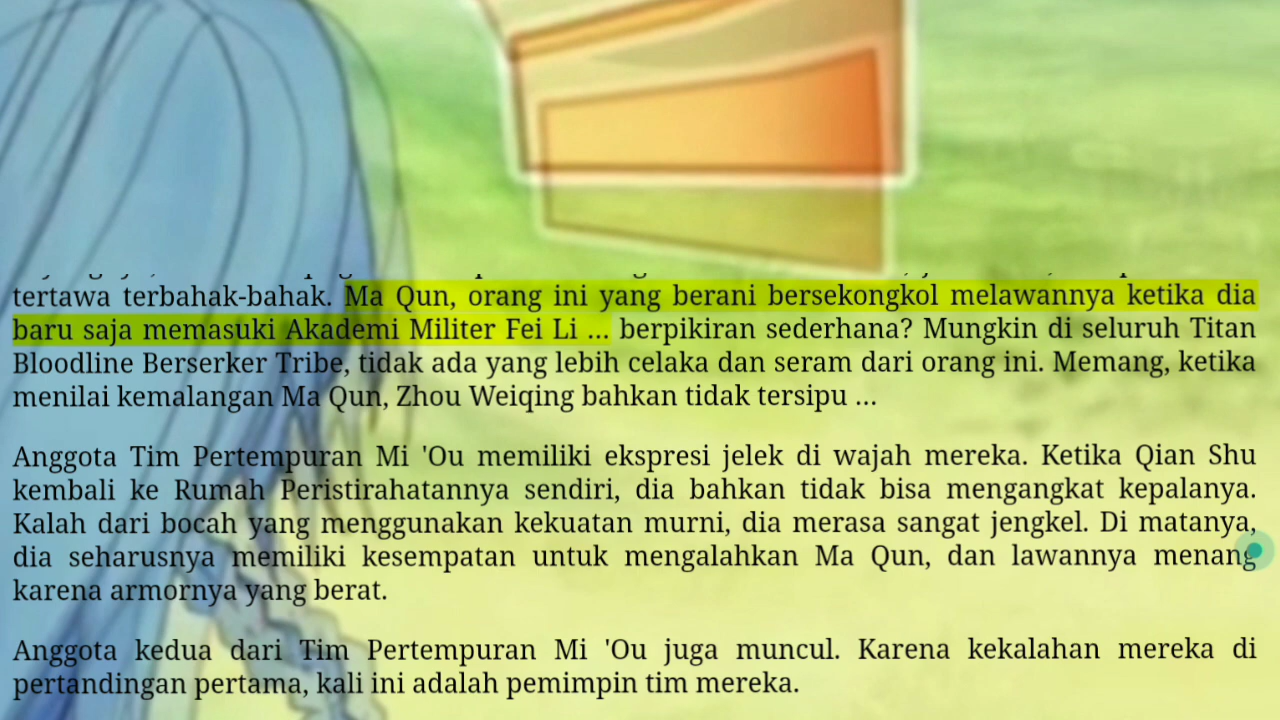 tertawa terbahak-bahak. Ma Qun, orang ini yang berani bersekongkol melawannya ketika dia
baru saja memasuki Akademi Militer Fei Li ... berpikiran sederhana? Mungkin di seluruh Titan
Bloodline Berserker Tribe, tidak ada yang lebih celaka dan seram dari orang ini. Memang, ketika
menilai kemalangan Ma Qun, Zhou Weiqing bahkan tidak tersipu ...
Anggota Tim Pertempuran Mi 'Ou memiliki ekspresi jelek di wajah mereka. Ketika Qian Shu
kembali ke Rumah Peristirahatannya sendiri, dia bahkan tidak bisa mengangkat kepalanya.
Kalah dari bocah yang menggunakan kekuatan murni, dia merasa sangat jengkel. Di matanya,
dia seharusnya memiliki kesempatan untuk mengalahkan Ma Qun, dan lawannya menang
karena armornya yang berat.
Anggota kedua dari Tim Pertempuran Mi 'Ou juga muncul. Karena kekalahan mereka di
pertandingan pertama, kali ini adalah pemimpin tim mereka.